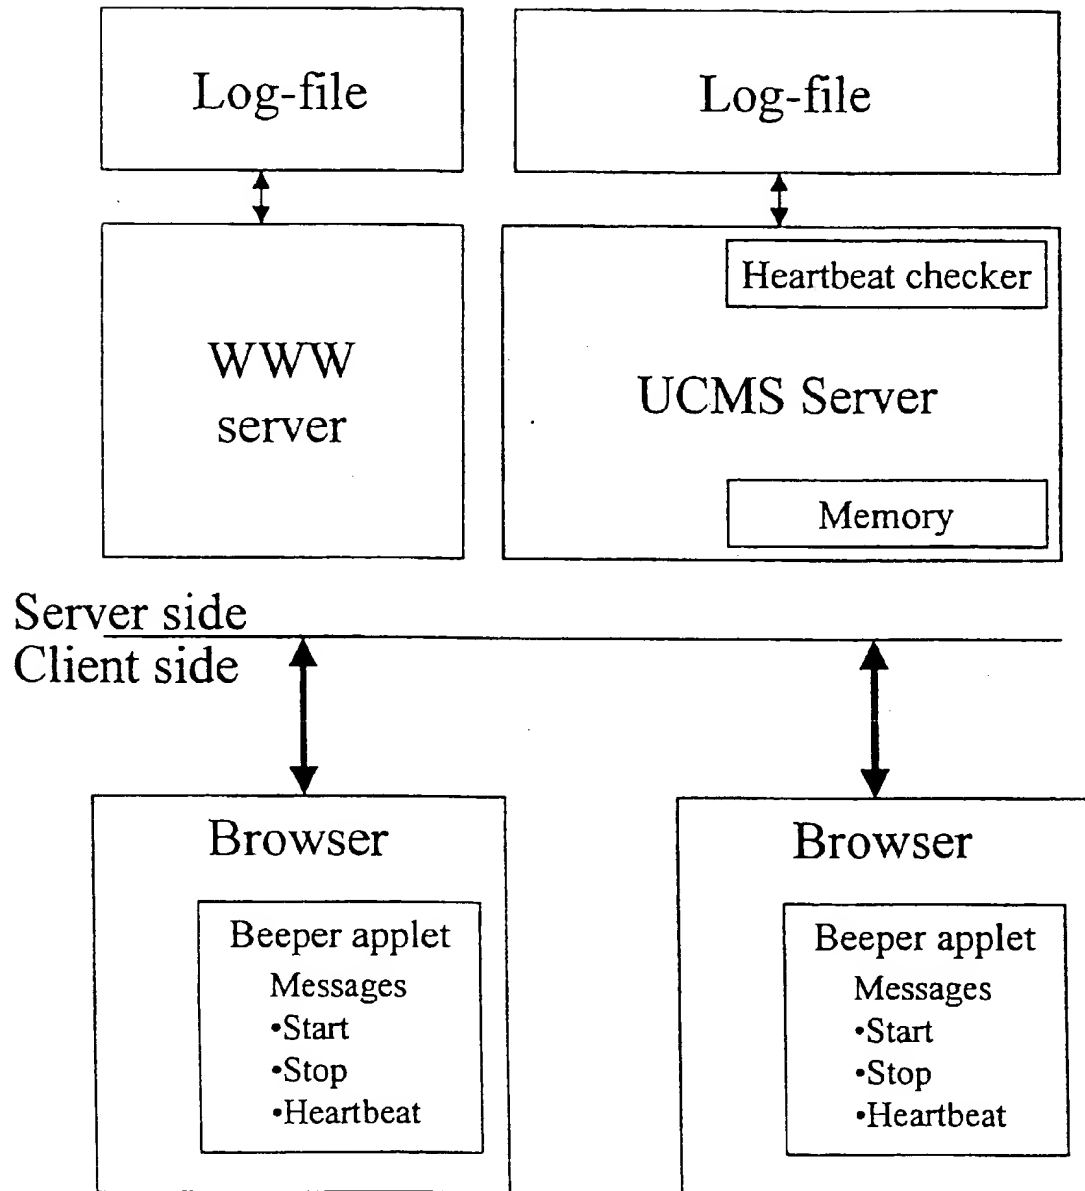 Log-file
Log-file
Heartbeat checker
WWW
server
UCMS Server
Memory
Server side
Client side
Browser
Beeper applet
Messages
•Start
•Stop
•Heartbeat
Browser
Beeper applet
Messages
•Start
•Stop
•Heartbeat